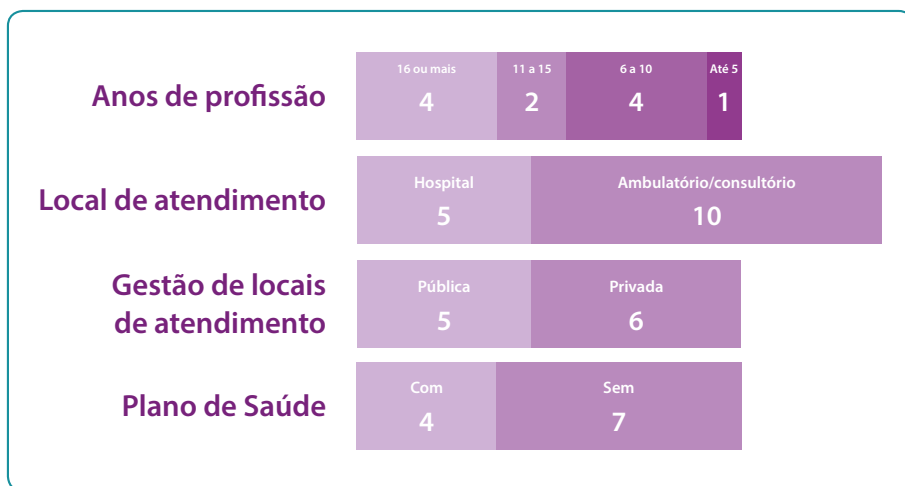 Anos de profissão
16 ou mais
4
11 a 15
2
6 a 10
4
Até 5
1
Local de atendimento
Hospital
5
Ambulatório/consultório
10
Gestão de locais
de atendimento
Pública
5
Privada
6
Plano de Saúde
Com
4
Sem
7